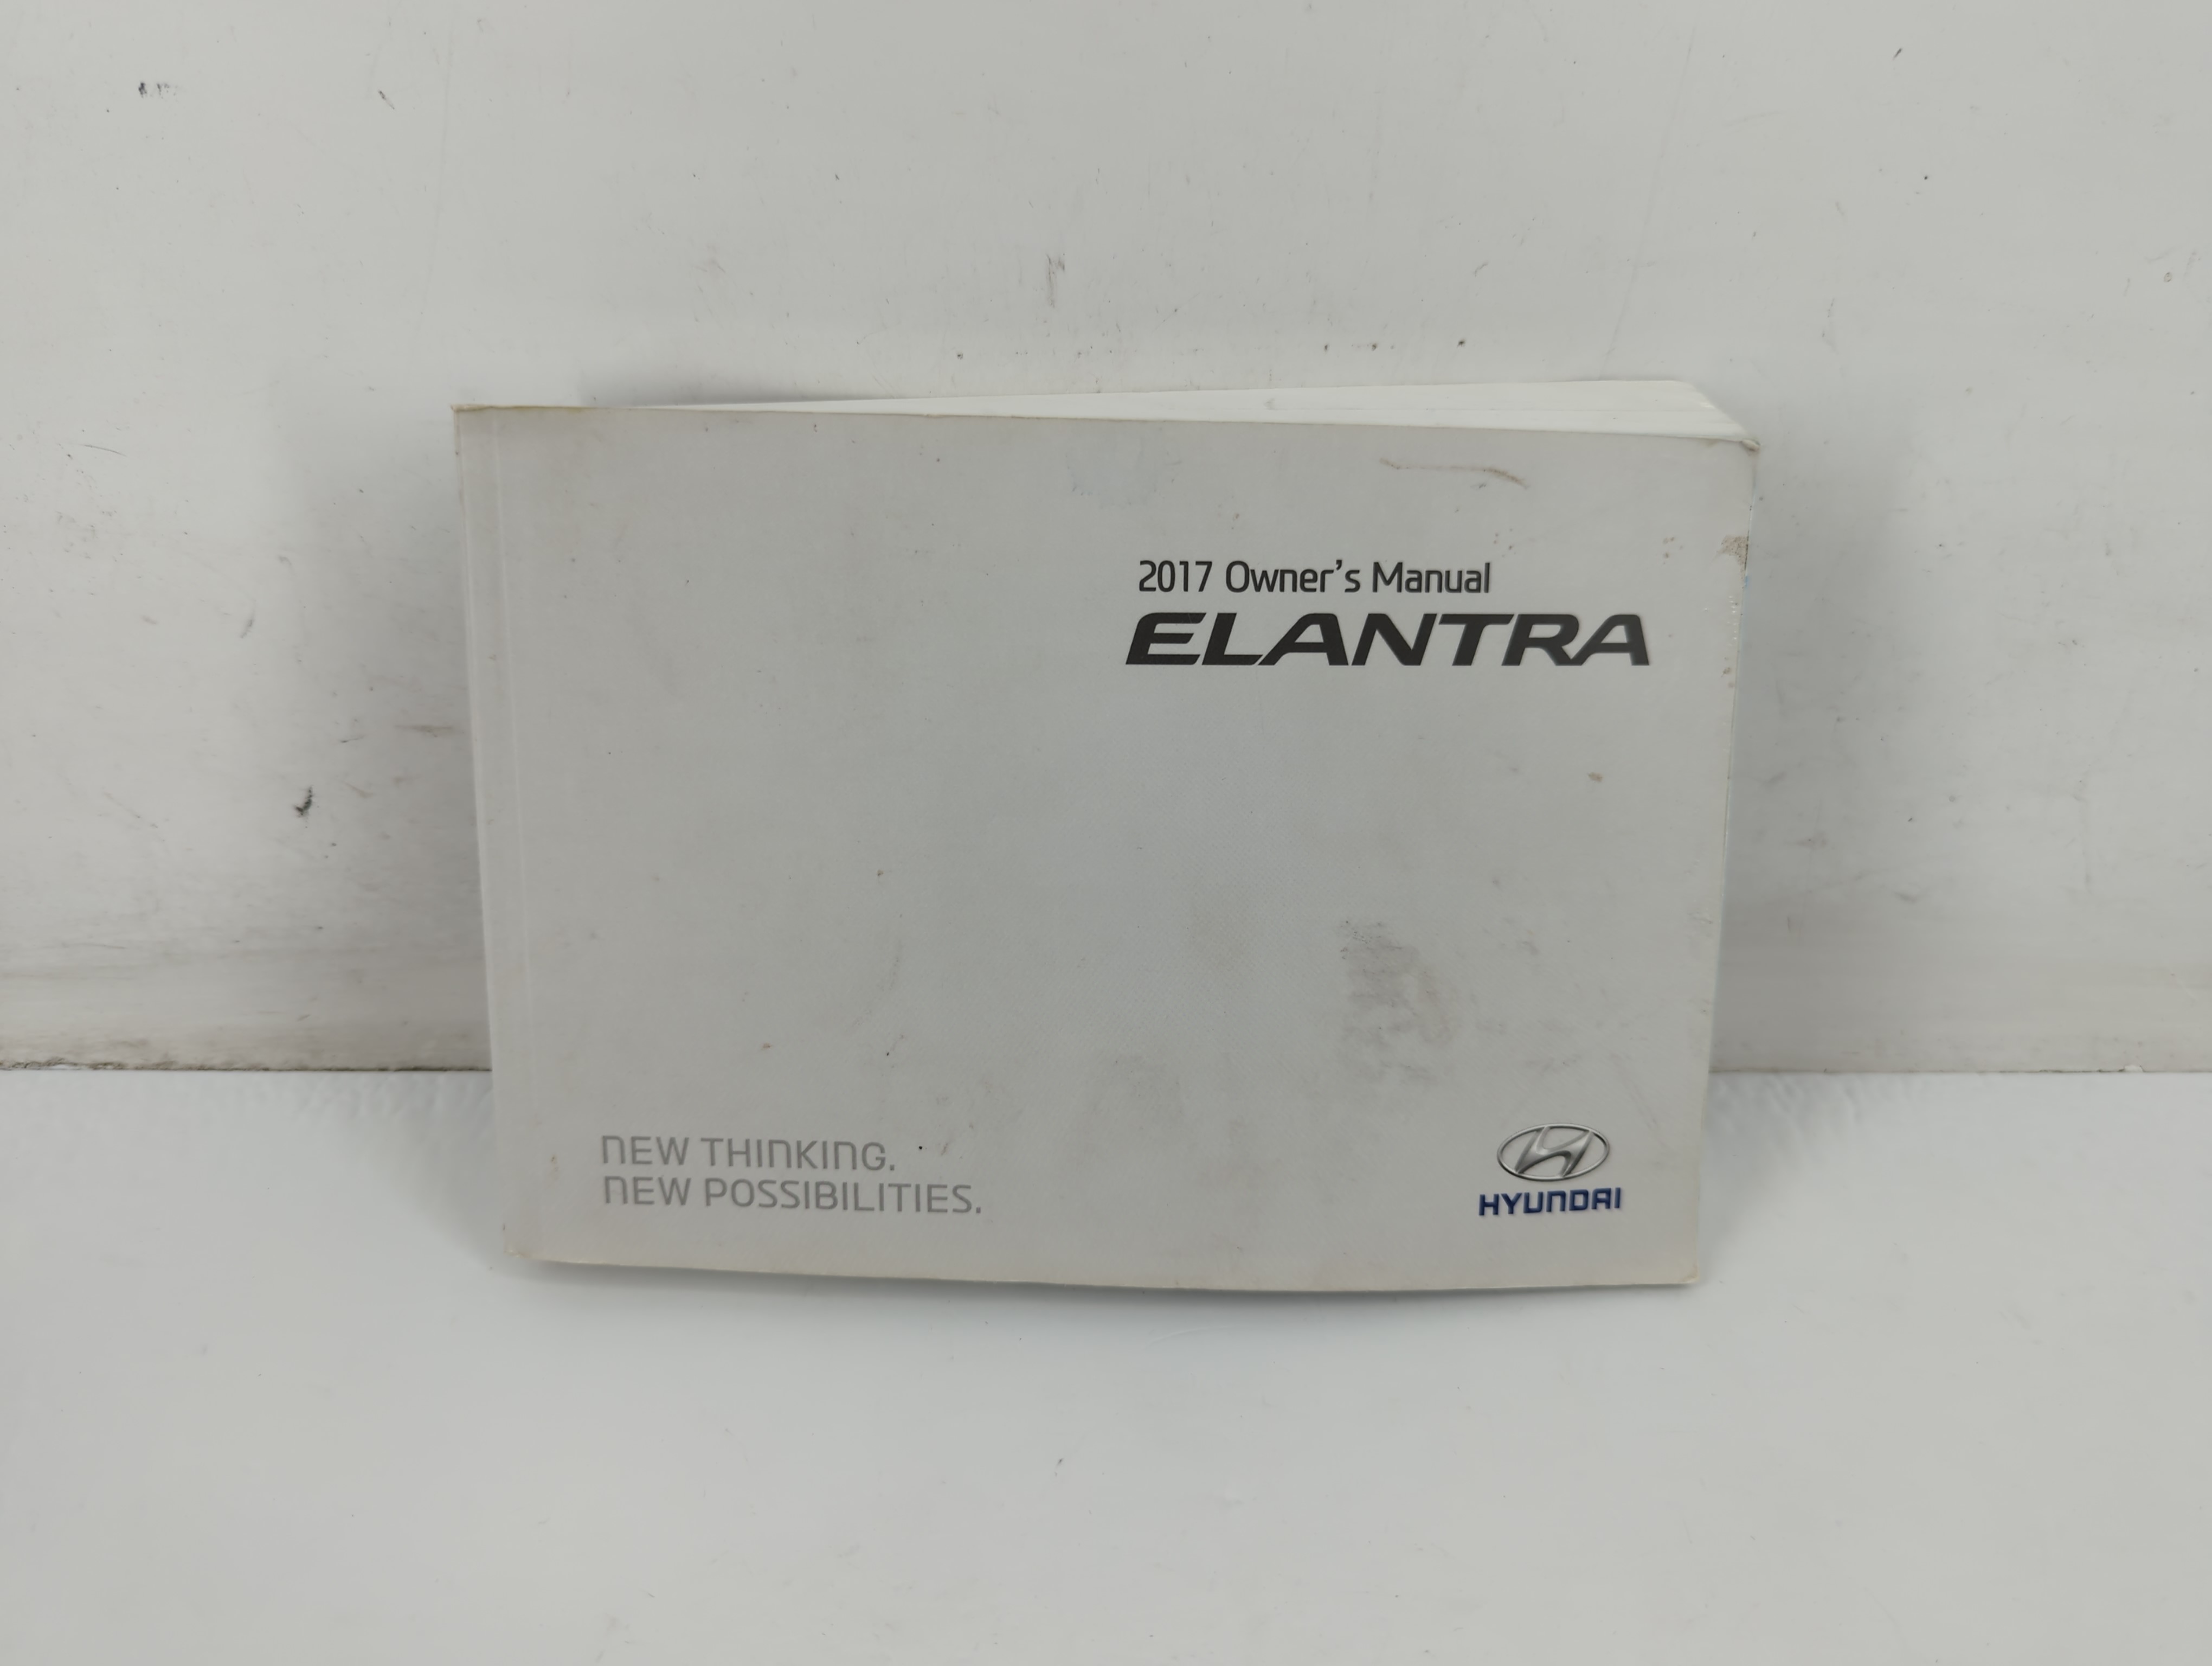 2017 Owner's Manual
ELANTRA
NEW THINKING.
NEW POSSIBILITIES.
HYUNDAI